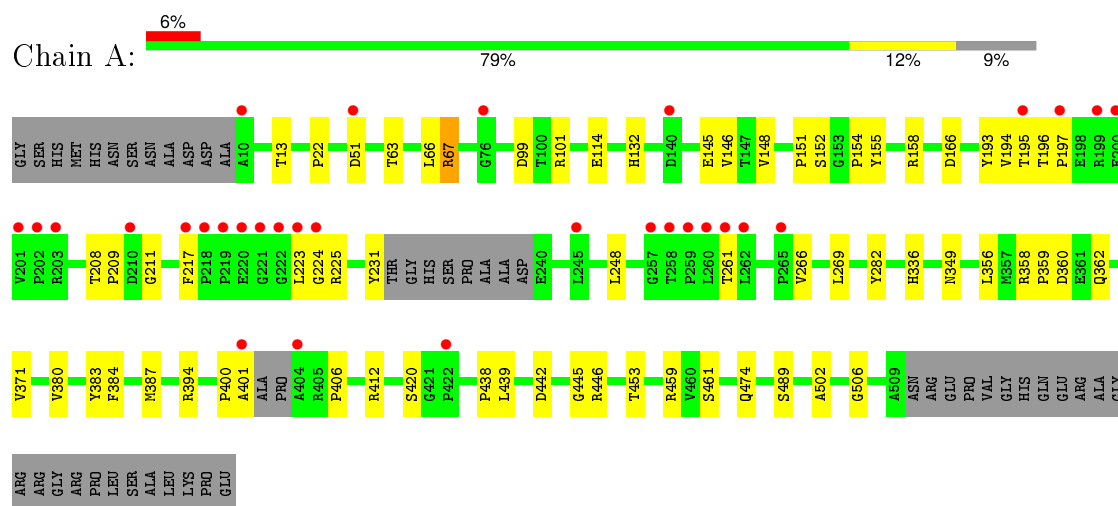 6%
Chain A:
79% 12% 9%
GLY SER HIS MET HIS ASN SER SER ASN ALA ALA ASP ASP ALA A10 T13 P22 D51 T63 L66 R67 G76 D99 T100 R101 E114 H132 D140 E145 V146 T147 V148 P151 S152 G153 P154 Y155 R158 D166 Y193 V194 T195 T196 P197 E198 R199 E200
V201 P202 R203 T208 P209 D210 G211 F217 P218 P219 E220 G221 G222 L223 G224 R225 Y231 THR GLY HIS SER PRO ALA ALA ASP E240 L245 L248 G257 T258 P259 L260 T261 L262 P265 V266 L269 Y282 H336 N349 L356 M357 R358 P359 D360 E361 Q362
V371 V380 Y383 F384 M387 R394 P400 A401 ALA PRO A404 R405 P406 R412 S420 G421 P422 P438 L439 D442 G445 R446 T453 R459 V460 S461 Q474 S489 A502 G506 A509 ASN ARG GLU PRO PRO VAL GLY HIS GLN GLU ARG ALA GLY
ARG ARG GLY ARG PRO LEU SER ALA LEU LYS PRO GLU